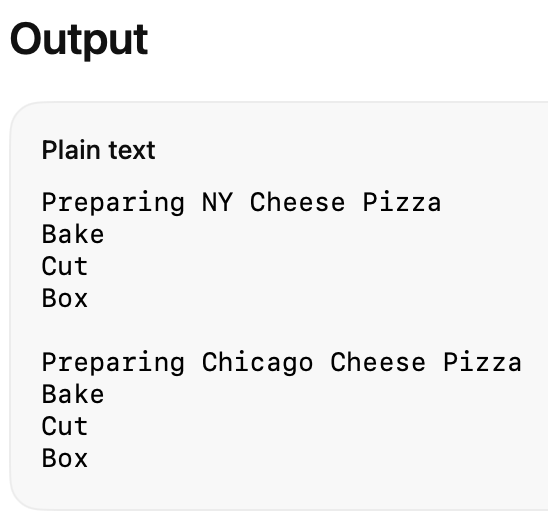 Output
Plain text
Preparing NY Cheese Pizza
Bake
Cut
Box
Preparing Chicago Cheese Pizza
Bake
Cut
Box